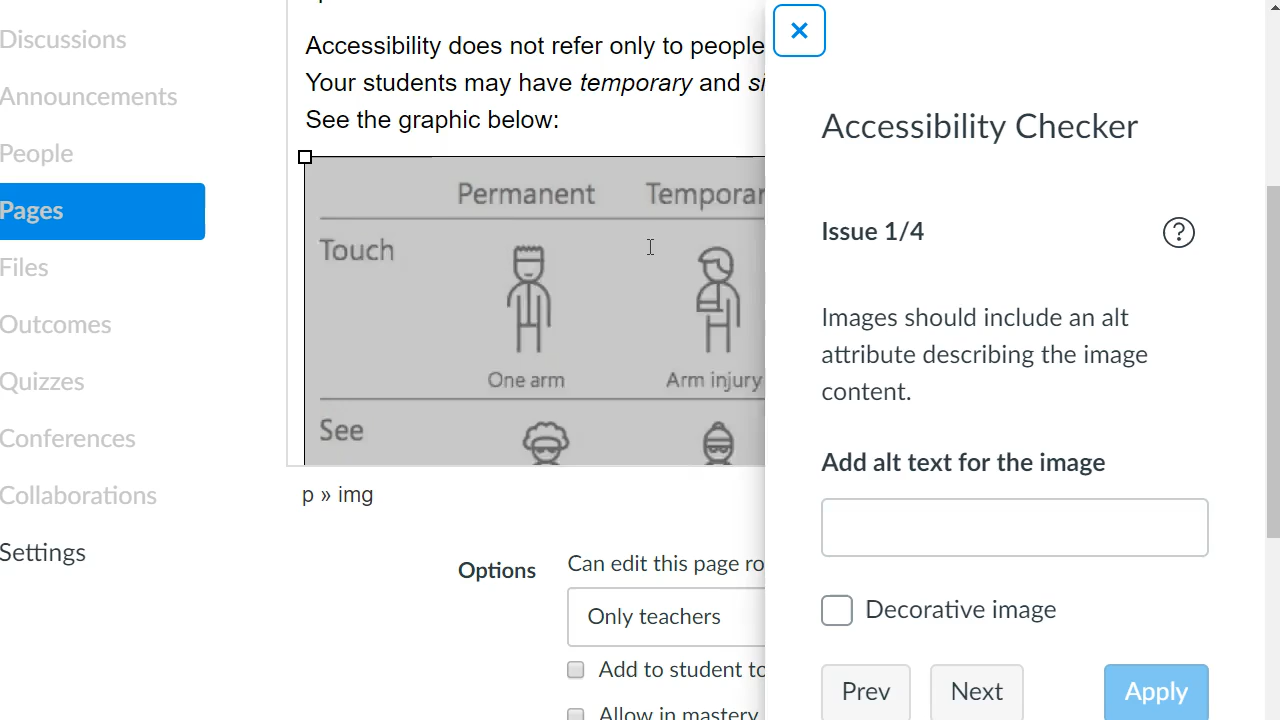 Discussions
Announcements
People
Pages
Files
Outcomes
Quizzes
Conferences
Collaborations
Settings
Accessibility does not refer only to people
Your students may have temporary and si
See the graphic below:
Permanent Temporar
Touch
One arm Arm injury
See
p » img
Options
Can edit this page ro
Only teachers
Add to student to
Allow in mastery
×
Accessibility Checker
Issue 1/4
?
Images should include an alt
attribute describing the image
content.
Add alt text for the image
Decorative image
Prev Next Apply